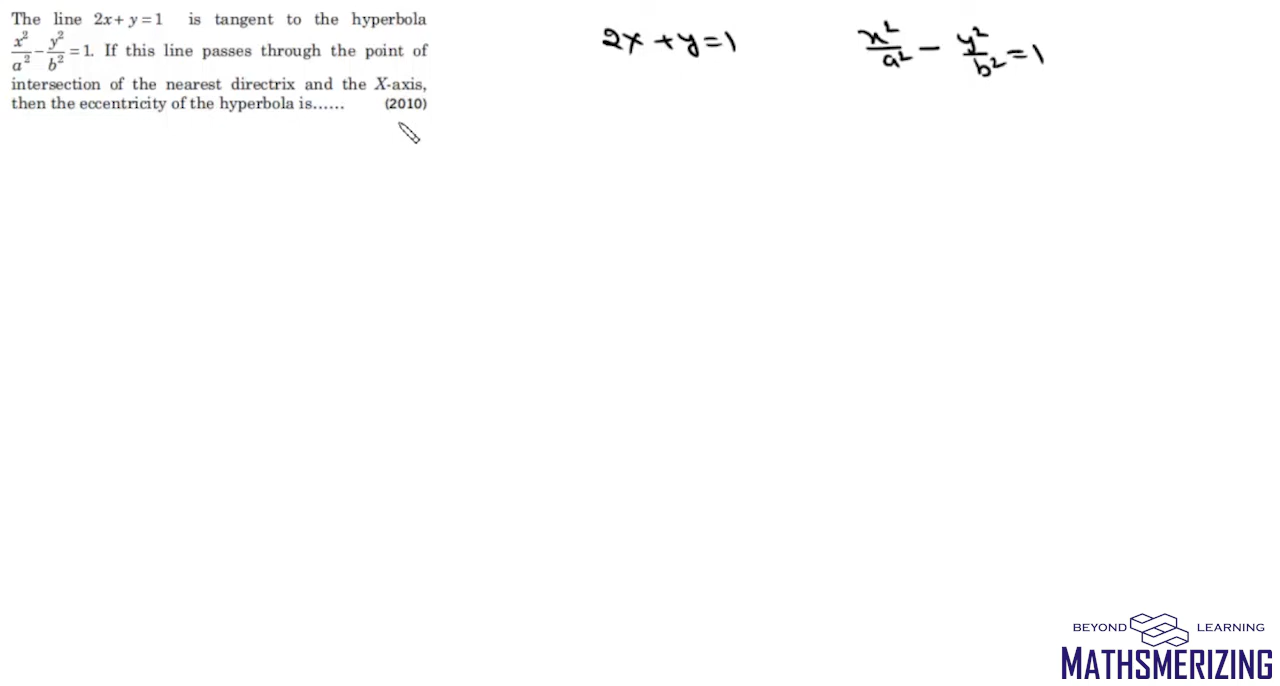 The line 2x + y = 1 is tangent to the hyperbola
x²/a² − y²/b² = 1. If this line passes through the point of
intersection of the nearest directrix and the X-axis,
then the eccentricity of the hyperbola is...... (2010)
2x + y = 1
x²/a² − y²/b² = 1
BEYOND LEARNING
MATHSMERIZING